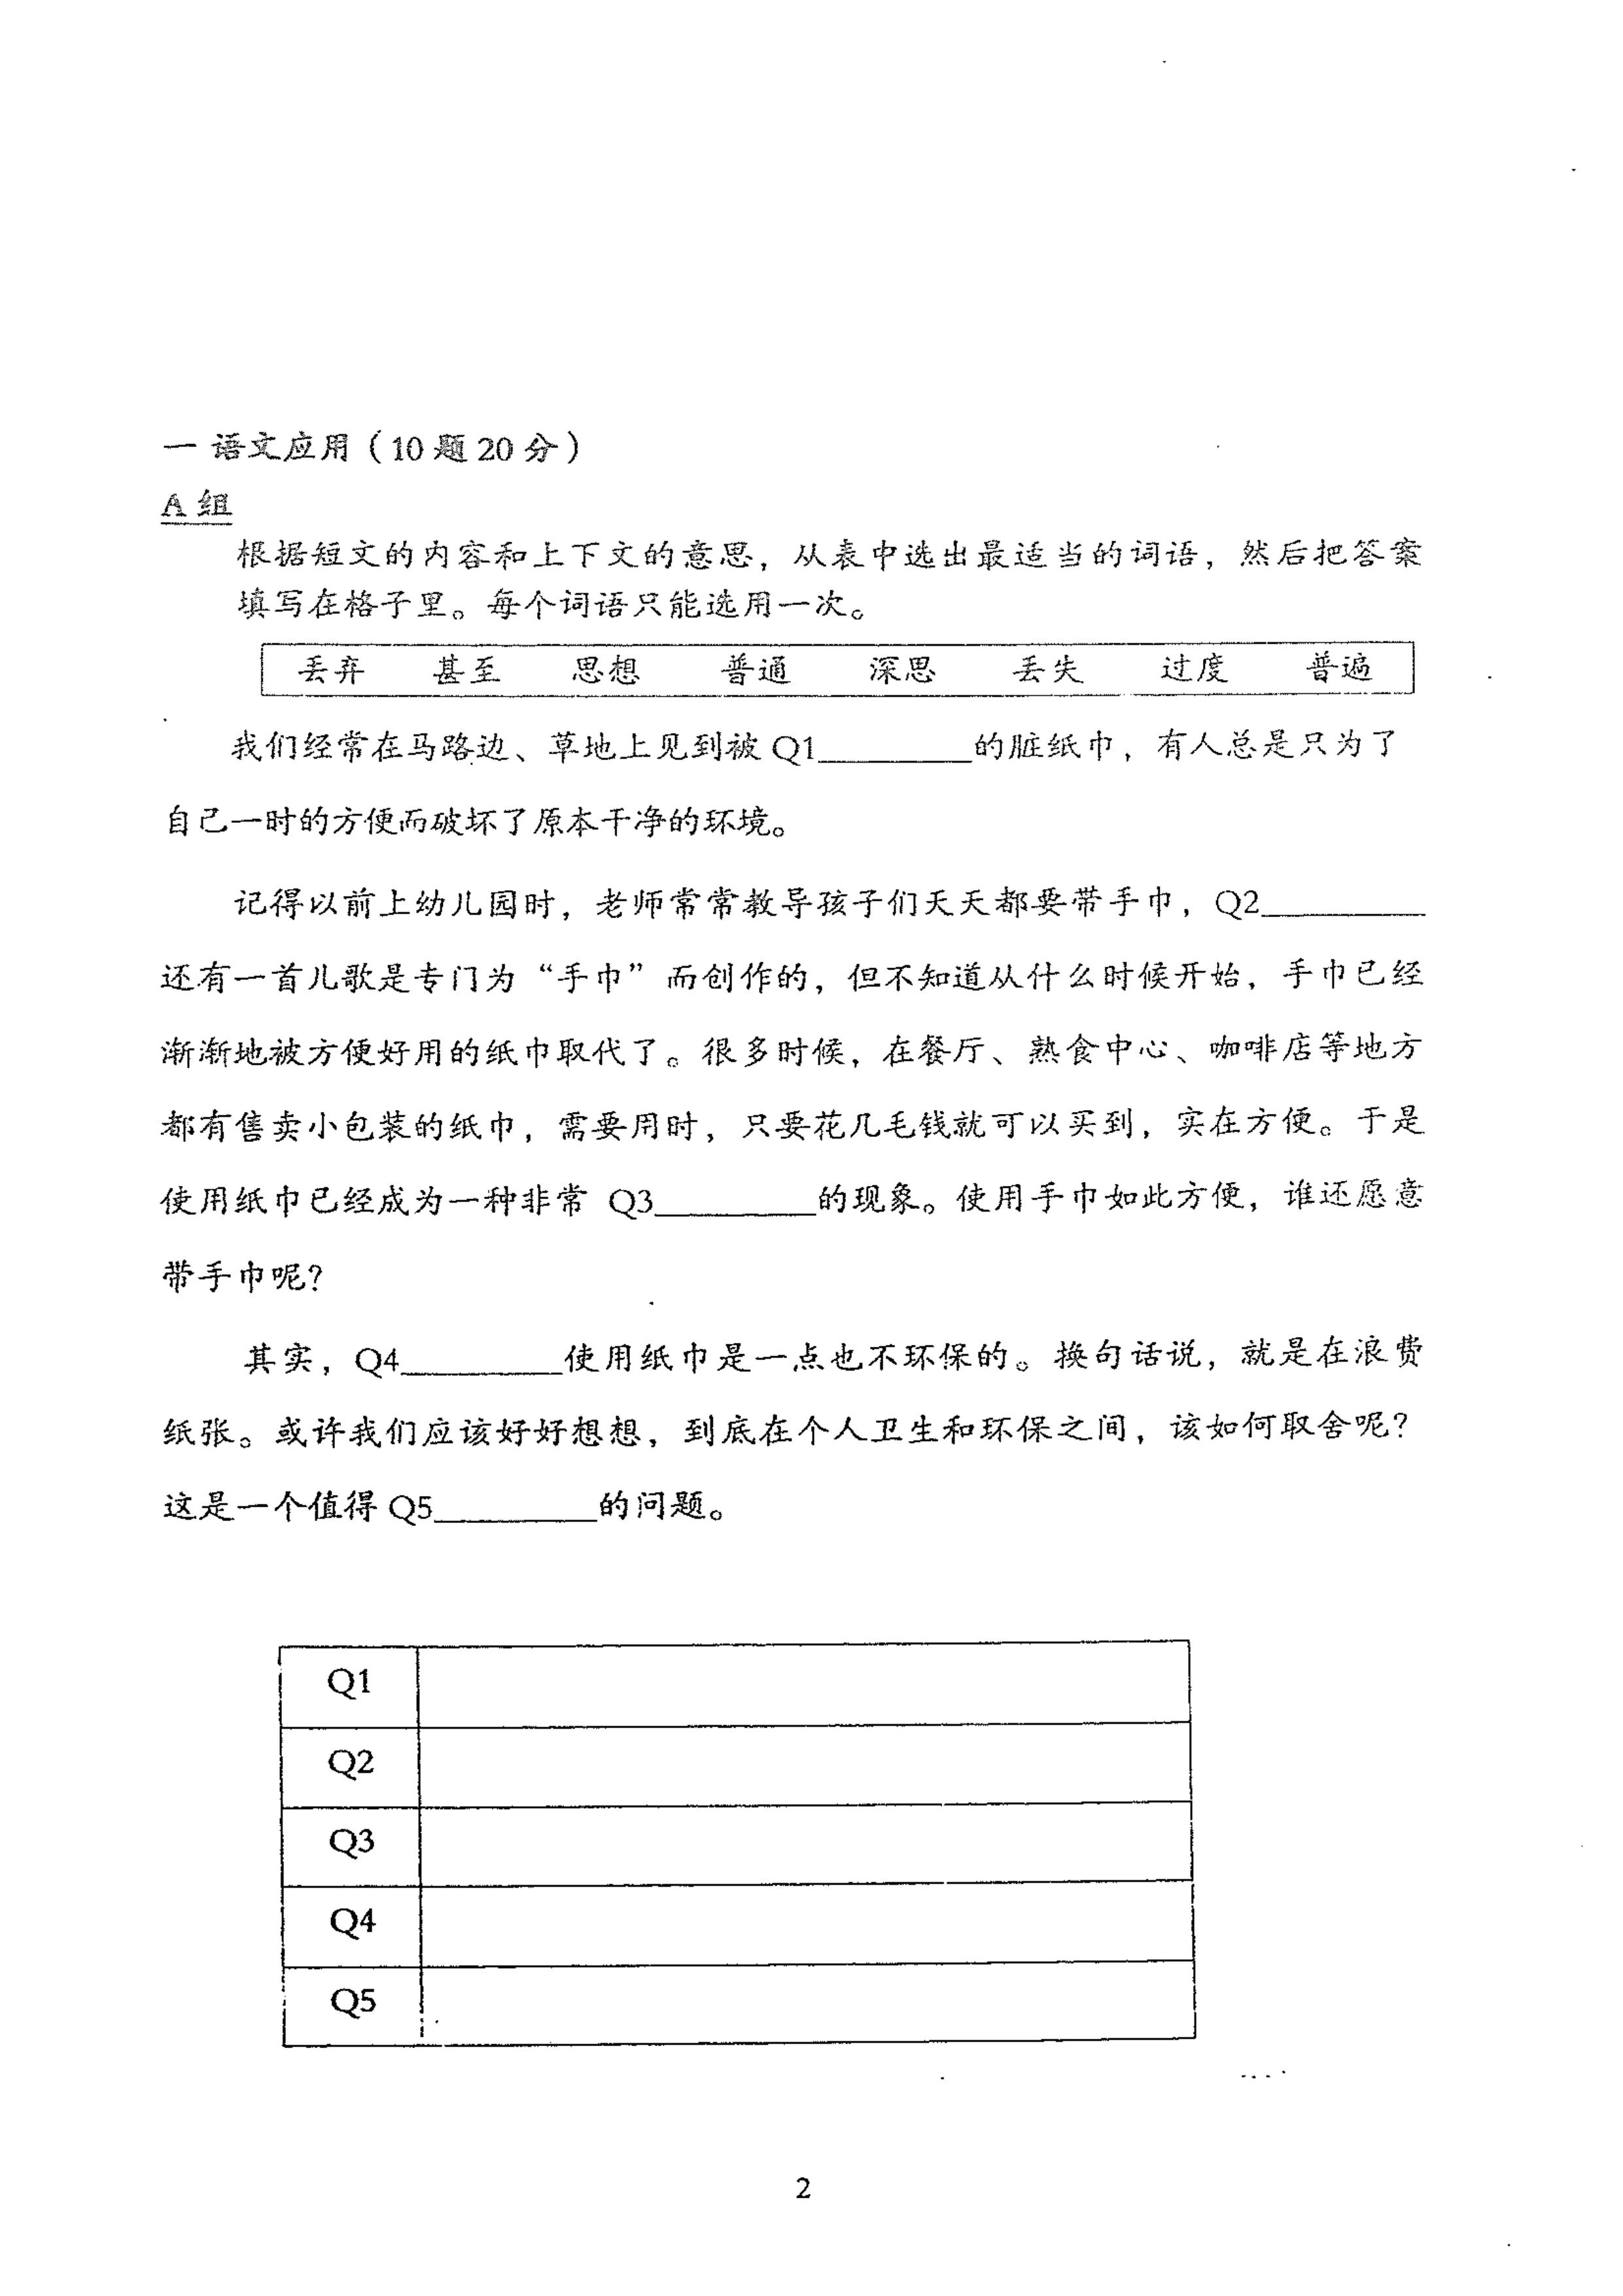 一 语文应用（10 题 20 分）
A 组
根据短文的内容和上下文的意思，从表中选出最适当的词语，然后把答案
填写在格子里。每个词语只能选用一次。
丢弃 甚至 思想 普通 深思 丢失 过度 普遍
我们经常在马路边、草地上见到被 Q1________的脏纸巾，有人总是只为了
自己一时的方便而破坏了原本干净的环境。
记得以前上幼儿园时，老师常常教导孩子们天天都要带手巾，Q2________
还有一首儿歌是专门为“手巾”而创作的，但不知道从什么时候开始，手巾已经
渐渐地被方便好用的纸巾取代了。很多时候，在餐厅、熟食中心、咖啡店等地方
都有售卖小包装的纸巾，需要用时，只要花几毛钱就可以买到，实在方便。于是
使用纸巾已经成为一种非常 Q3________的现象。使用手巾如此方便，谁还愿意
带手巾呢？
其实，Q4________使用纸巾是一点也不环保的。换句话说，就是在浪费
纸张。或许我们应该好好想想，到底在个人卫生和环保之间，该如何取舍呢？
这是一个值得 Q5________的问题。
Q1
Q2
Q3
Q4
Q5
2